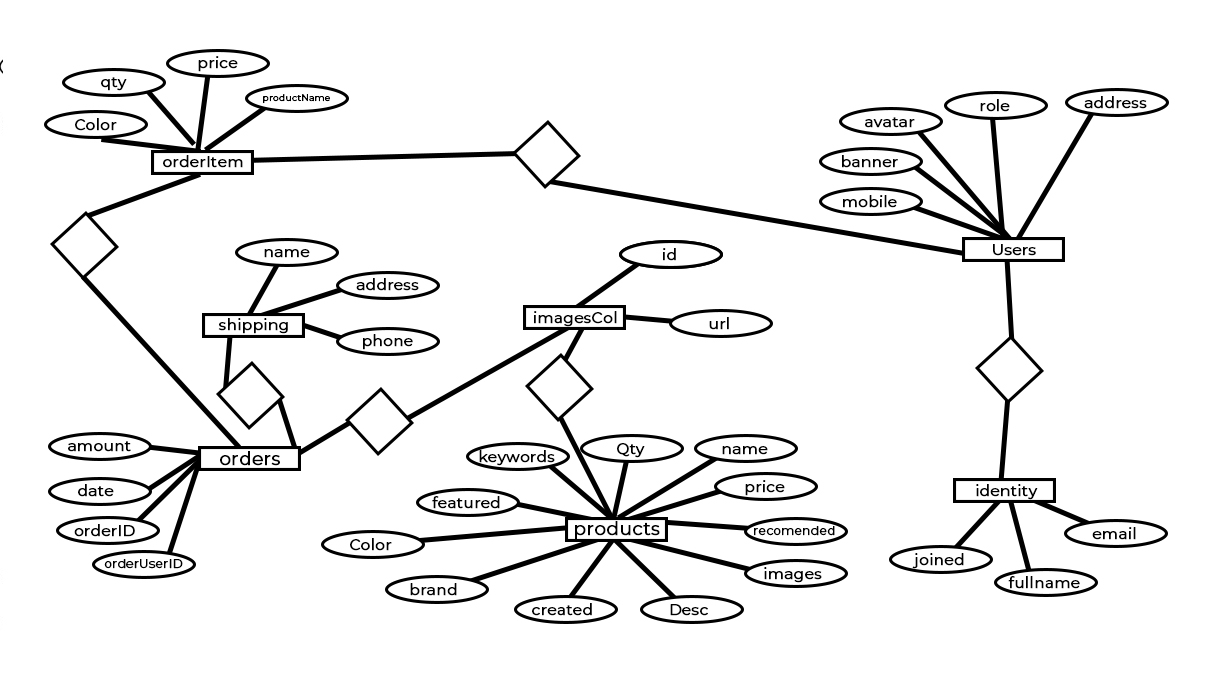 price
qty
productName
Color
orderItem
role
address
avatar
banner
mobile
Users
name
address
shipping
phone
id
imagesCol
url
amount
orders
date
orderID
orderUserID
keywords
Qty
name
featured
price
products
recomended
Color
images
brand
created
Desc
identity
email
joined
fullname